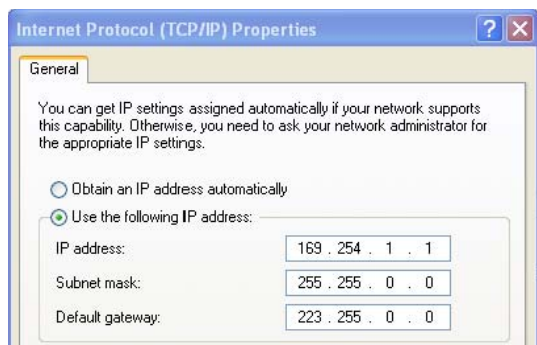 Internet Protocol (TCP/IP) Properties
General
You can get IP settings assigned automatically if your network supports
this capability. Otherwise, you need to ask your network administrator for
the appropriate IP settings.
Obtain an IP address automatically
Use the following IP address:
IP address: 169 . 254 . 1 . 1
Subnet mask: 255 . 255 . 0 . 0
Default gateway: 223 . 255 . 0 . 0